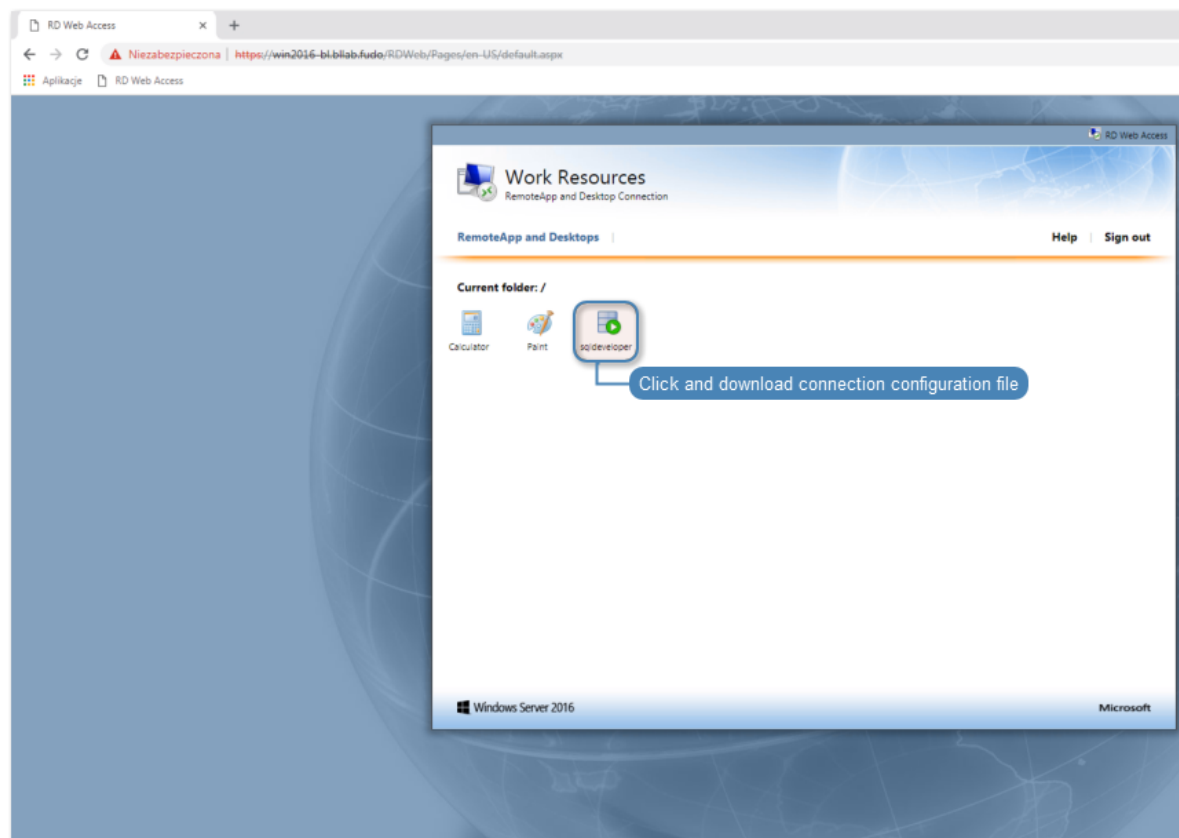 RD Web Access
Niezabezpieczona | https://win2016-bl.bllab.fudo/RDWeb/Pages/en-US/default.aspx
Aplikacje RD Web Access
RD Web Access
Work Resources
RemoteApp and Desktop Connection
RemoteApp and Desktops | Help | Sign out
Current folder: /
Calculator Paint sqldeveloper
Click and download connection configuration file
Windows Server 2016 Microsoft